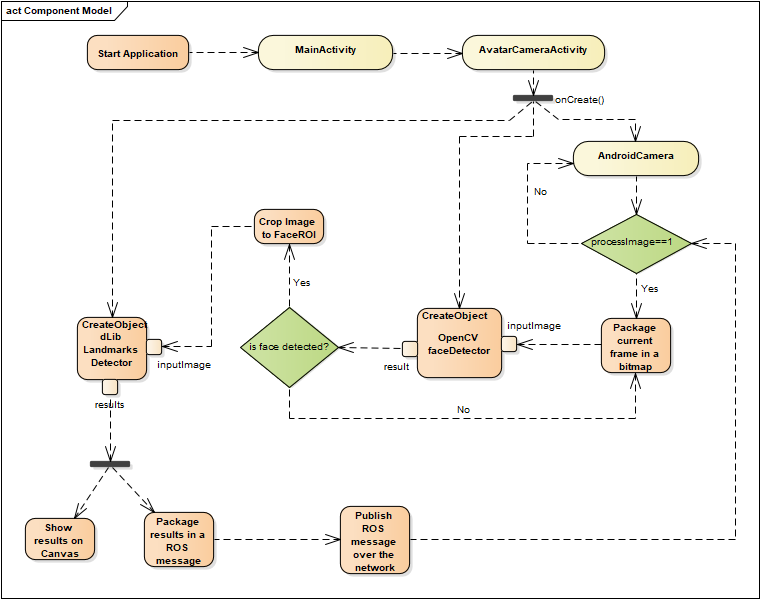 act Component Model
Start Application
MainActivity
AvatarCameraActivity
onCreate()
AndroidCamera
No
processImage==1
Yes
Crop Image
to FaceROI
Yes
CreateObject
dLib
Landmarks
Detector
inputImage
results
is face detected?
CreateObject
OpenCV
faceDetector
result
inputImage
Package
current
frame in a
bitmap
No
Show
results on
Canvas
Package
results in a
ROS
message
Publish
ROS
message
over the
network